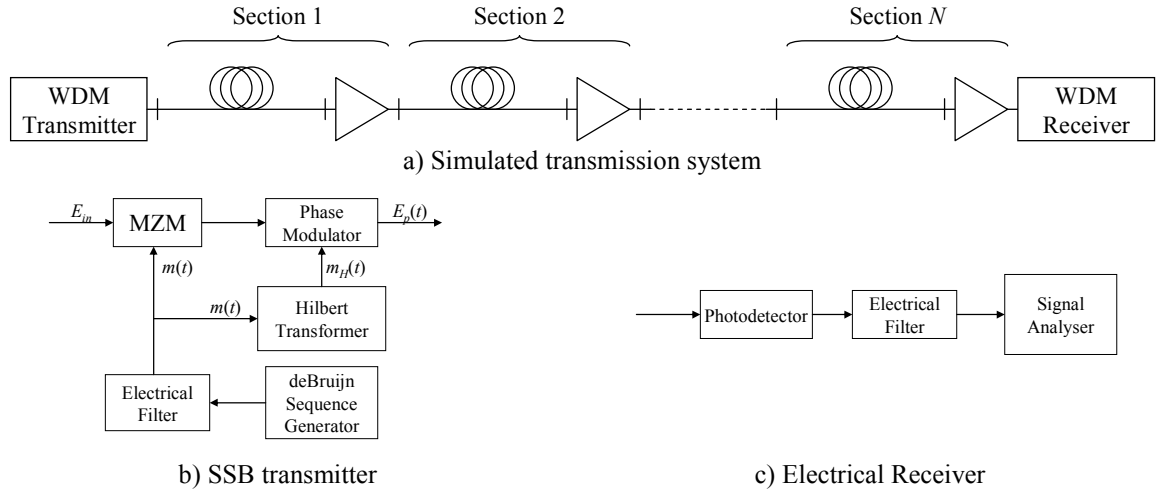 Section 1
Section 2
Section N
WDM
Transmitter
WDM
Receiver
a) Simulated transmission system
E_in
MZM
Phase
Modulator
E_p(t)
m(t)
m_H(t)
m(t)
Hilbert
Transformer
Electrical
Filter
deBruijn
Sequence
Generator
b) SSB transmitter
Photodetector
Electrical
Filter
Signal
Analyser
c) Electrical Receiver